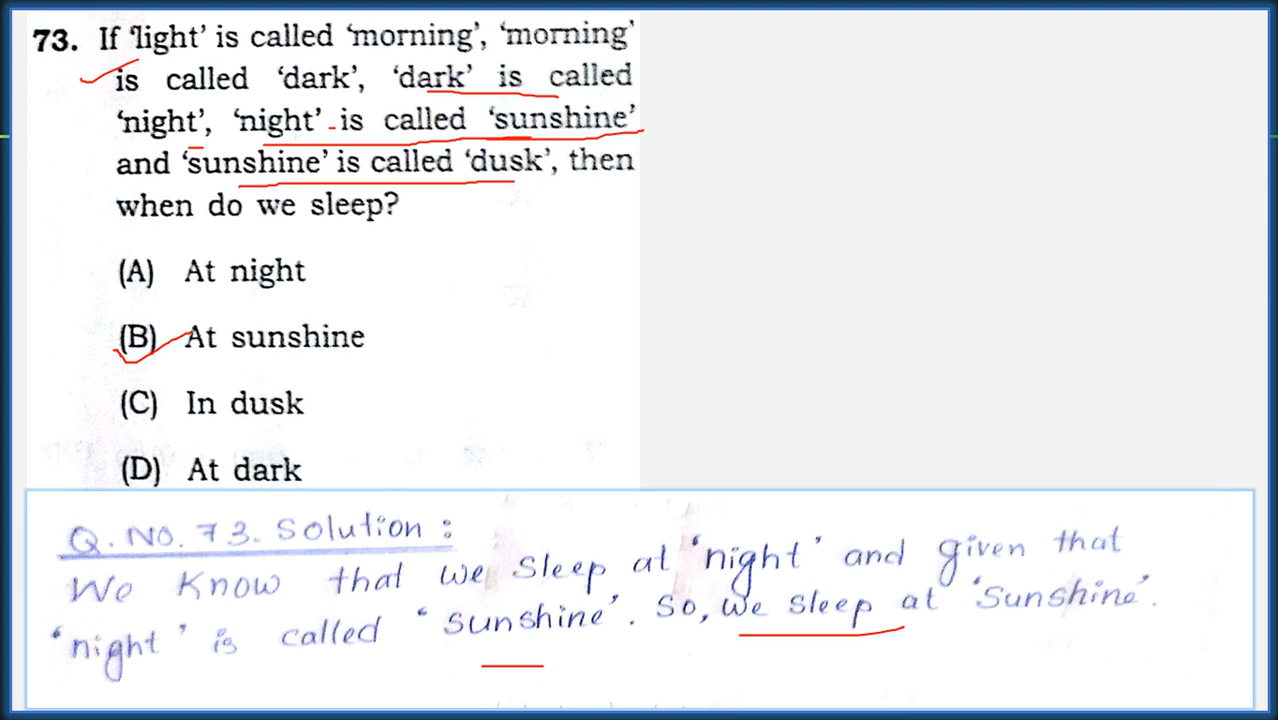 73. If 'light' is called 'morning', 'morning'
is called 'dark', 'dark' is called
'night', 'night' is called 'sunshine'
and 'sunshine' is called 'dusk', then
when do we sleep?
(A) At night
(B) At sunshine
(C) In dusk
(D) At dark
Q. No. 73. Solution :
We Know that we sleep at 'night' and given that
'night' is called 'sunshine'. So, we sleep at 'Sunshine'.